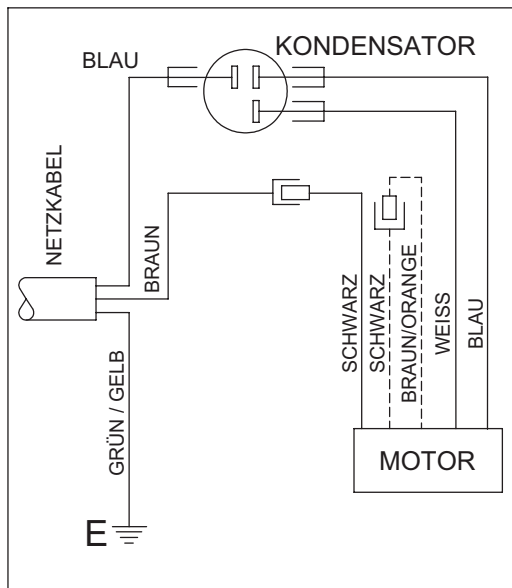 BLAU
KONDENSATOR
NETZKABEL
BRAUN
GRÜN / GELB
SCHWARZ
SCHWARZ
BRAUN/ORANGE
WEISS
BLAU
MOTOR
E